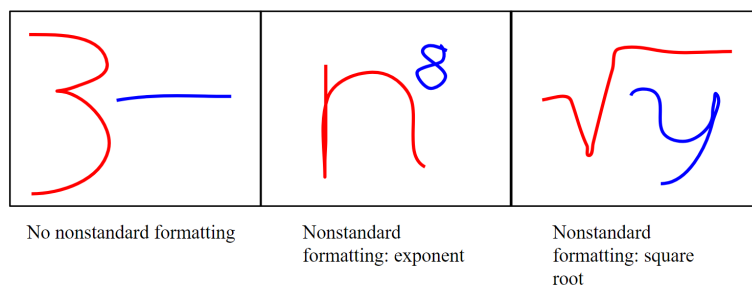 3 − n⁸ √y
No nonstandard formatting
Nonstandard formatting: exponent
Nonstandard formatting: square root